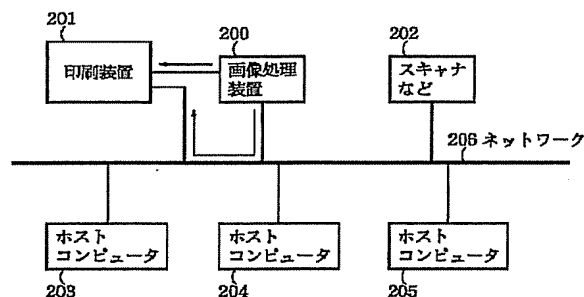 201
200
202
印刷装置
画像処理
装置
スキャナ
など
206 ネットワーク
ホスト
コンピュータ
ホスト
コンピュータ
ホスト
コンピュータ
203
204
205